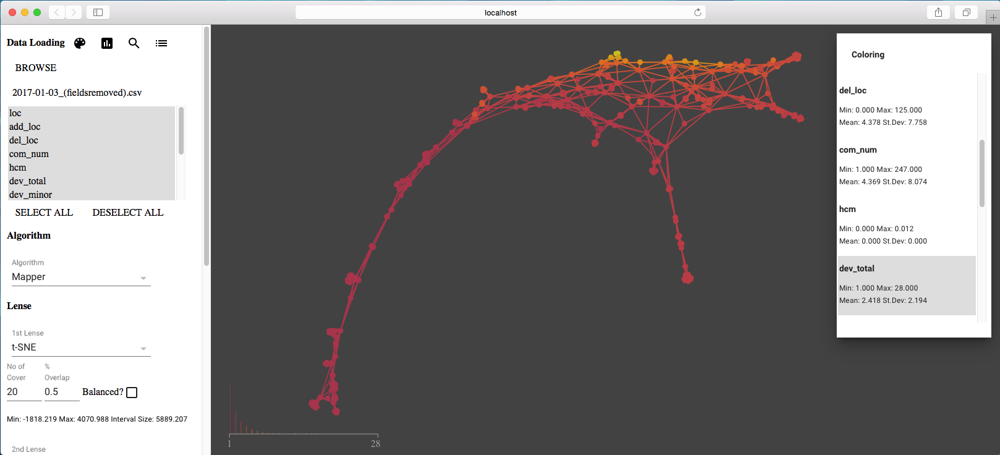 localhost
Data Loading
BROWSE
2017-01-03_(fieldsremoved).csv
loc
add_loc
del_loc
com_num
hcm
dev_total
dev_minor
SELECT ALL DESELECT ALL
Algorithm
Algorithm
Mapper
Lense
1st Lense
t-SNE
No of %
Cover Overlap
20 0.5 Balanced?
Min: -1818.219 Max: 4070.988 Interval Size: 5889.207
2nd Lense
1 28
Coloring
del_loc
Min: 0.000 Max: 125.000
Mean: 4.378 St.Dev: 7.758
com_num
Min: 1.000 Max: 247.000
Mean: 4.369 St.Dev: 8.074
hcm
Min: 0.000 Max: 0.012
Mean: 0.000 St.Dev: 0.000
dev_total
Min: 1.000 Max: 28.000
Mean: 2.418 St.Dev: 2.194